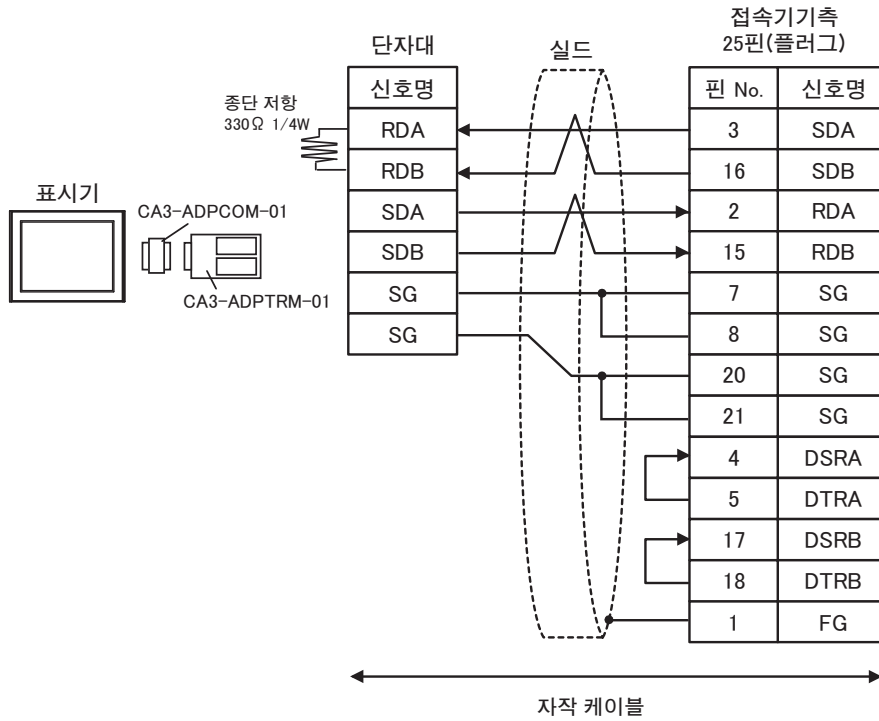 접속기기측
25핀(플러그)
단자대
실드
신호명
핀 No.
신호명
종단 저항
330Ω 1/4W
RDA
3
SDA
RDB
16
SDB
표시기
CA3-ADPCOM-01
CA3-ADPTRM-01
SDA
2
RDA
SDB
15
RDB
SG
7
SG
SG
8
SG
20
SG
21
SG
4
DSRA
5
DTRA
17
DSRB
18
DTRB
1
FG
자작 케이블